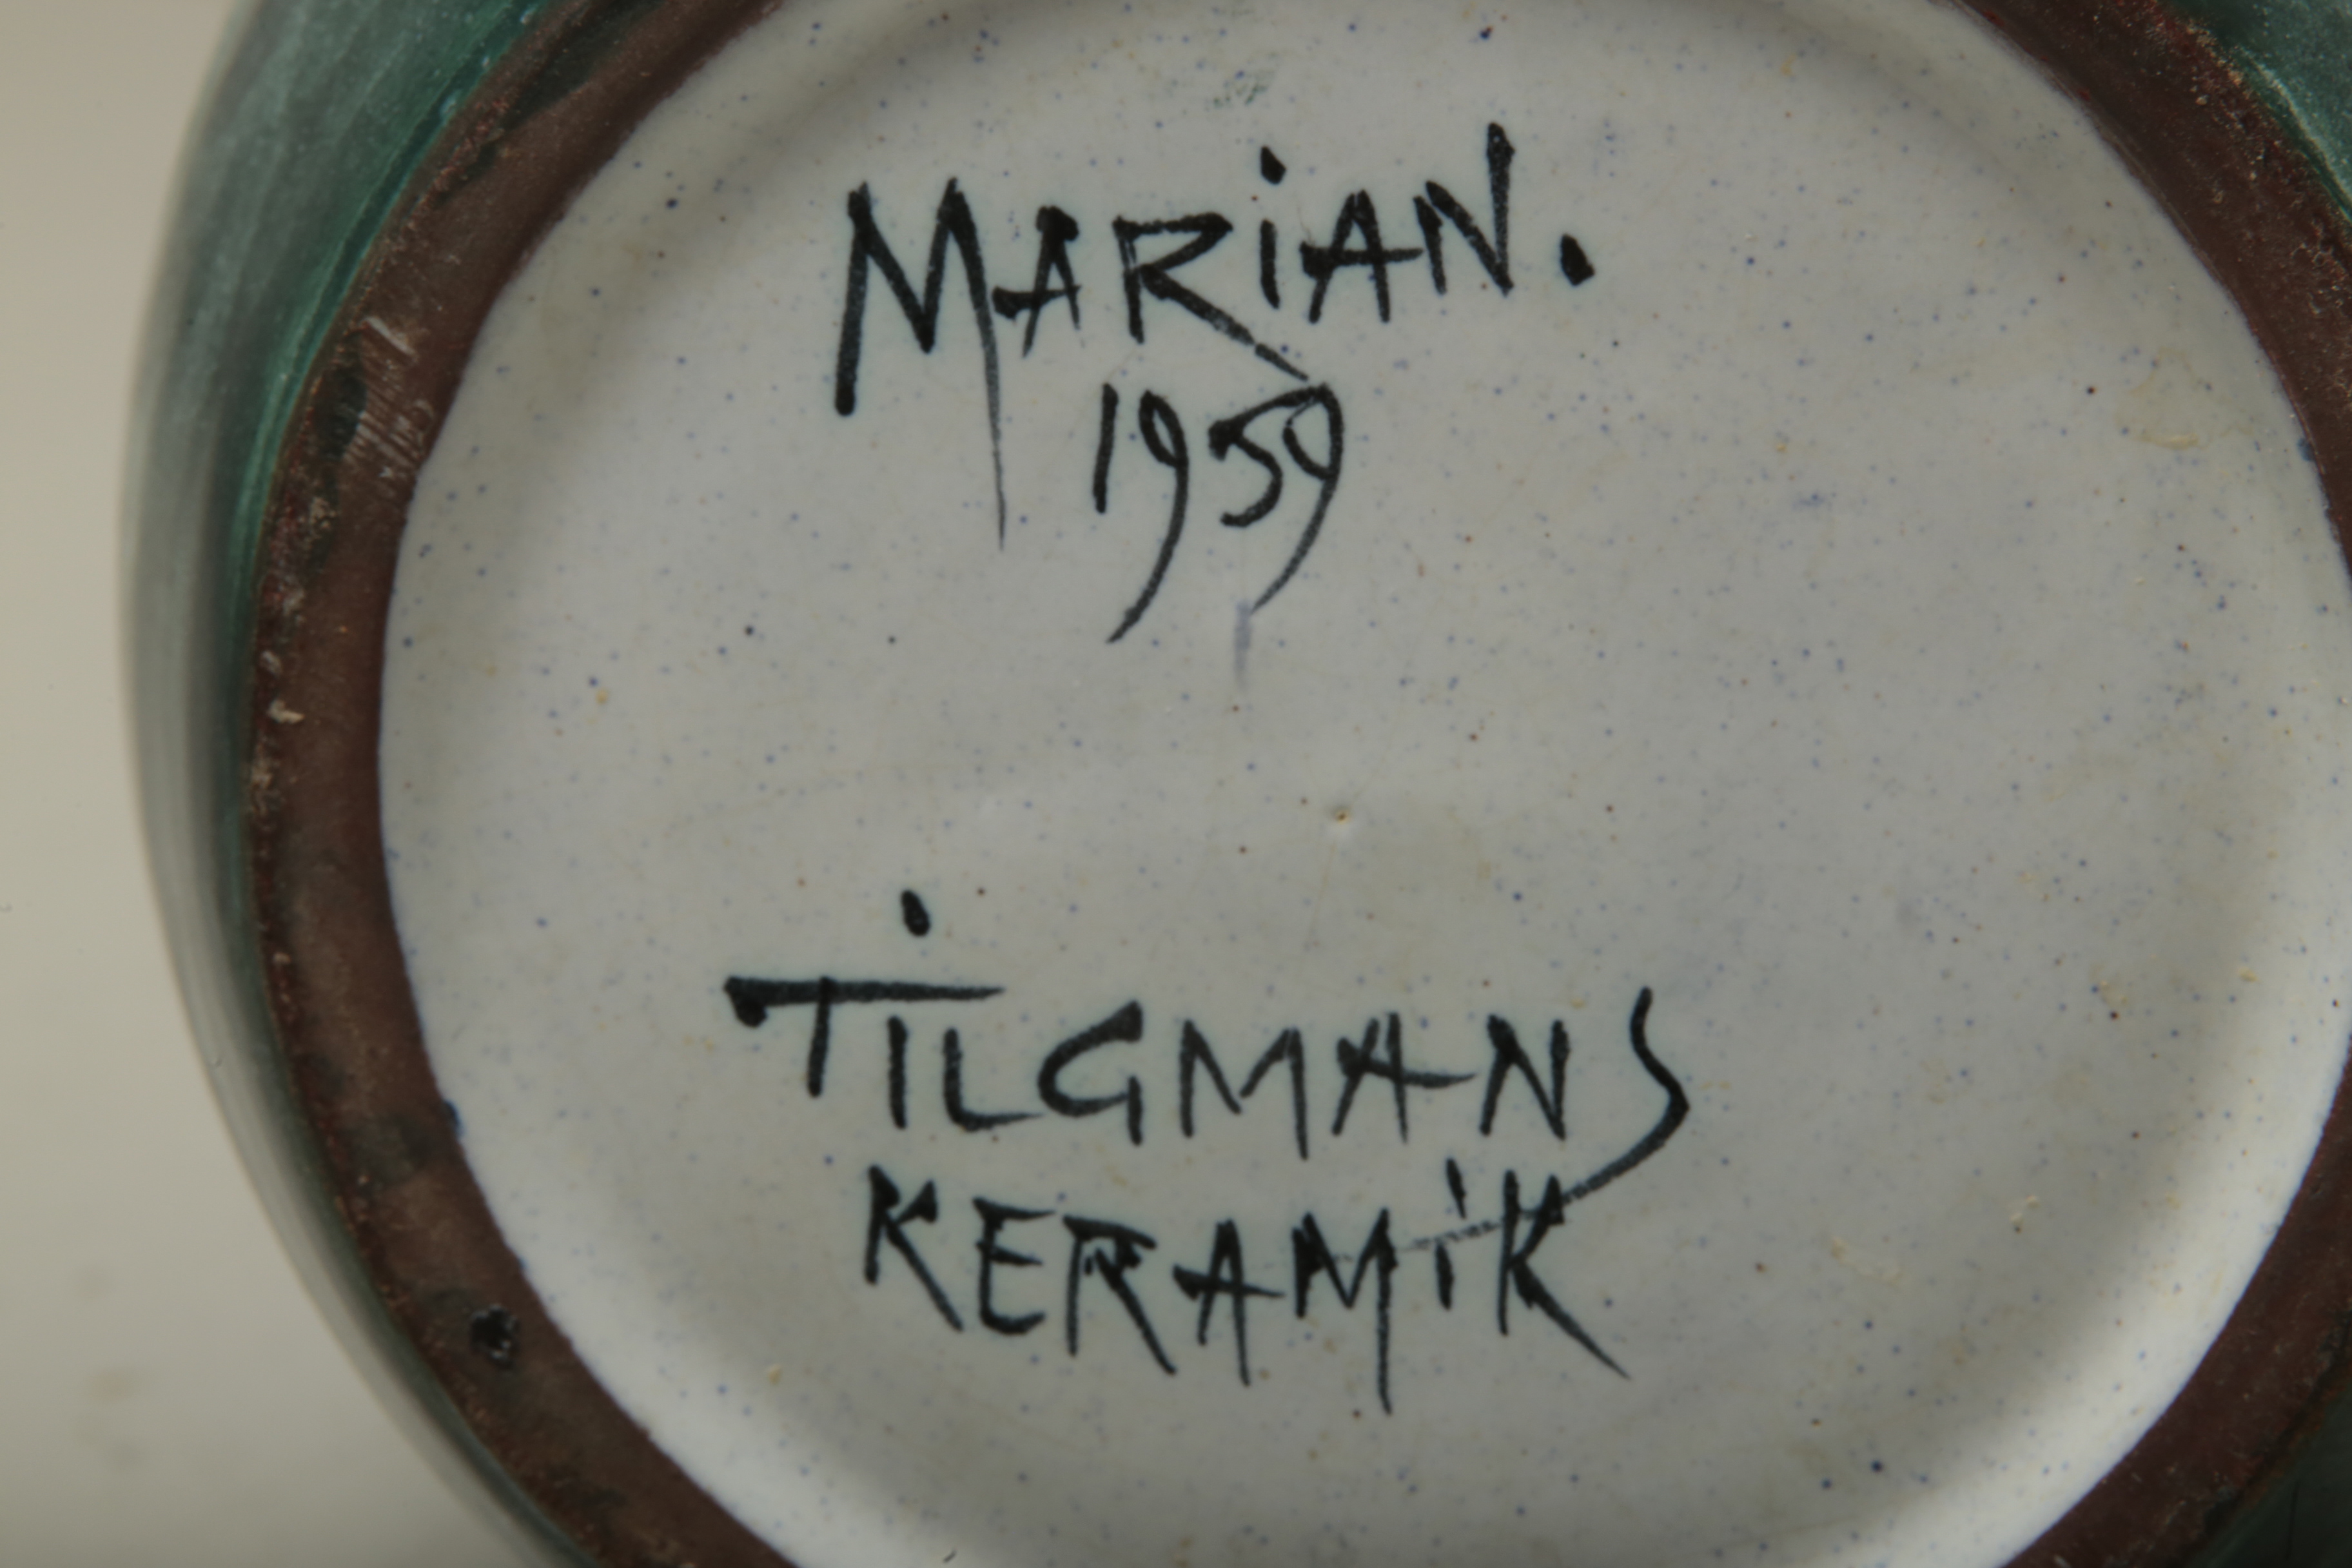 MARiAN.
1959
TiLGMANS
KERAMiK